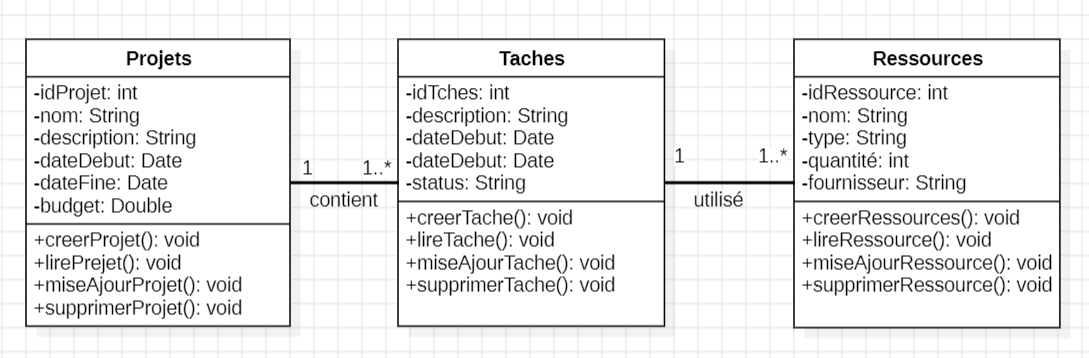 Projets
-idProjet: int
-nom: String
-description: String
-dateDebut: Date
-dateFine: Date
-budget: Double
+creerProjet(): void
+lirePrejet(): void
+miseAjourProjet(): void
+supprimerProjet(): void
1
1..*
contient
Taches
-idTches: int
-description: String
-dateDebut: Date
-dateDebut: Date
-status: String
+creerTache(): void
+lireTache(): void
+miseAjourTache(): void
+supprimerTache(): void
1
1..*
utilisé
Ressources
-idRessource: int
-nom: String
-type: String
-quantité: int
-fournisseur: String
+creerRessources(): void
+lireRessource(): void
+miseAjourRessource(): void
+supprimerRessource(): void